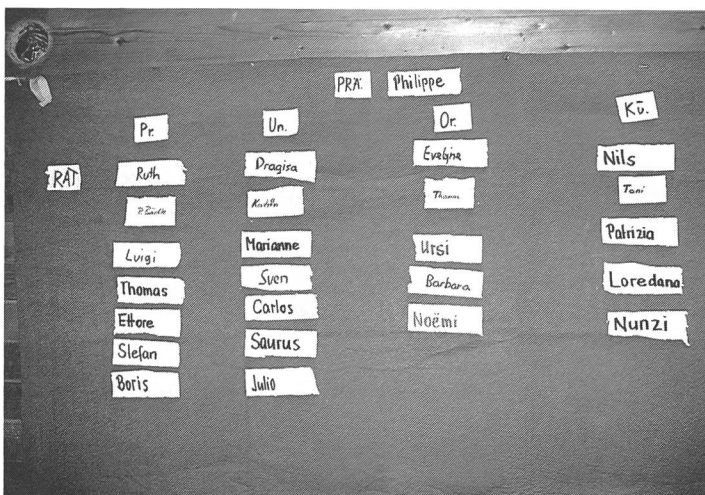 PRÄ. Philippe
Pr. Un. Or. Kü.
RÄT Ruth Dragisa Evelyne Nils
Toni
Luigi Marianne Ursi Patrizia
Thomas Sven Barbara Loredana
Ettore Carlos Noëmi Nunzi
Stefan Saurus
Boris Julio